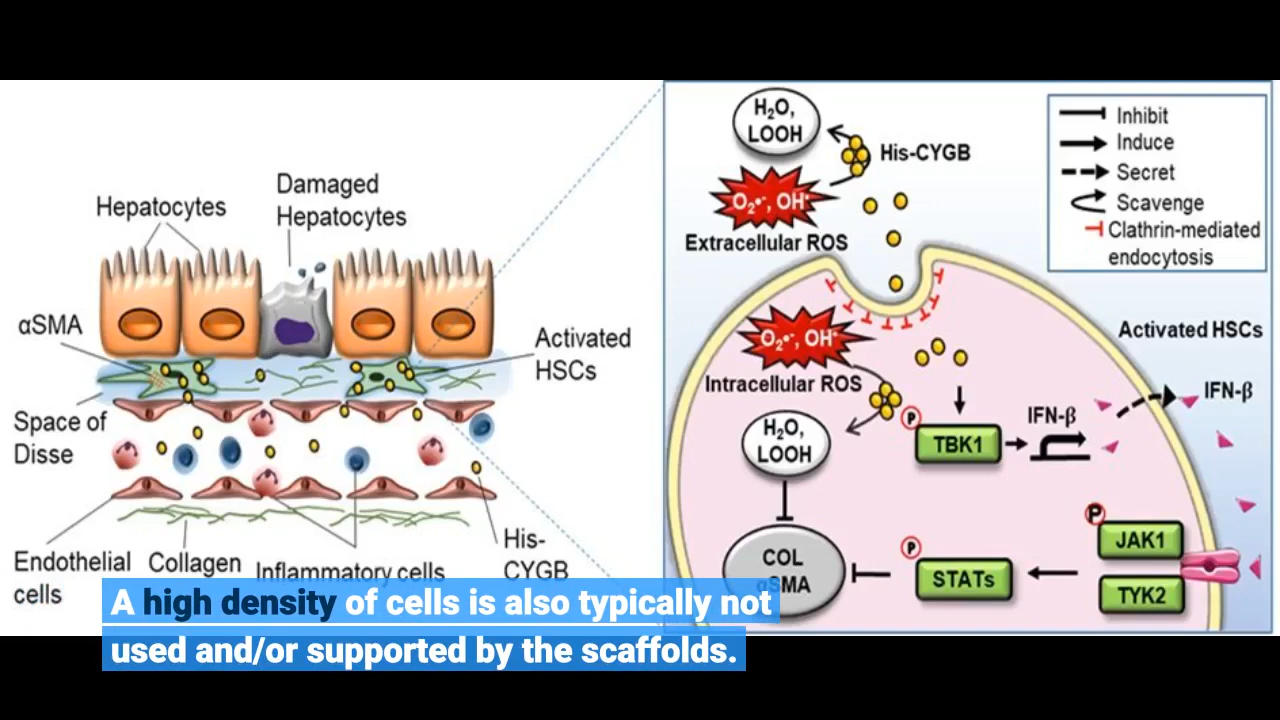 Hepatocytes
Damaged
Hepatocytes
αSMA
Activated
HSCs
Space of
Disse
Endothelial
cells
Collagen
Inflammatory cells
His-
CYGB
H₂O,
LOOH
His-CYGB
O₂•⁻, OH•
Extracellular ROS
Inhibit
Induce
Secret
Scavenge
Clathrin-mediated
endocytosis
O₂•⁻, OH•
Intracellular ROS
Activated HSCs
H₂O,
LOOH
P
TBK1
IFN-β
IFN-β
COL
αSMA
P
STATs
P
JAK1
TYK2
A high density of cells is also typically not
used and/or supported by the scaffolds.